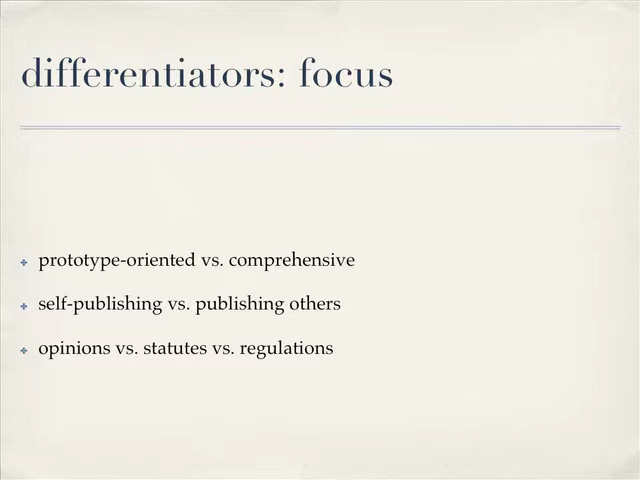 differentiators: focus
prototype-oriented vs. comprehensive
self-publishing vs. publishing others
opinions vs. statutes vs. regulations